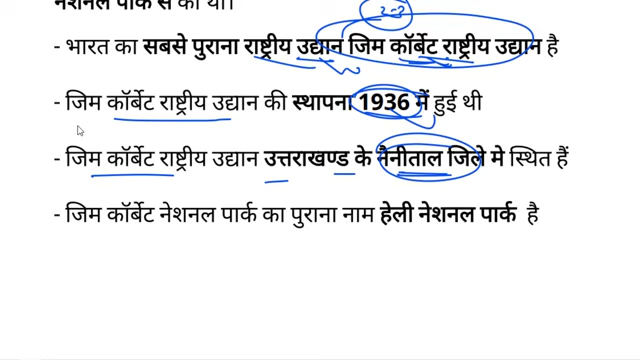 नेशनल पार्क से की थी।
- भारत का सबसे पुराना राष्ट्रीय उद्यान जिम कॉर्बेट राष्ट्रीय उद्यान है
- जिम कॉर्बेट राष्ट्रीय उद्यान की स्थापना 1936 में हुई थी
- जिम कॉर्बेट राष्ट्रीय उद्यान उत्तराखण्ड के नैनीताल जिले मे स्थित हैं
- जिम कॉर्बेट नेशनल पार्क का पुराना नाम हेली नेशनल पार्क है